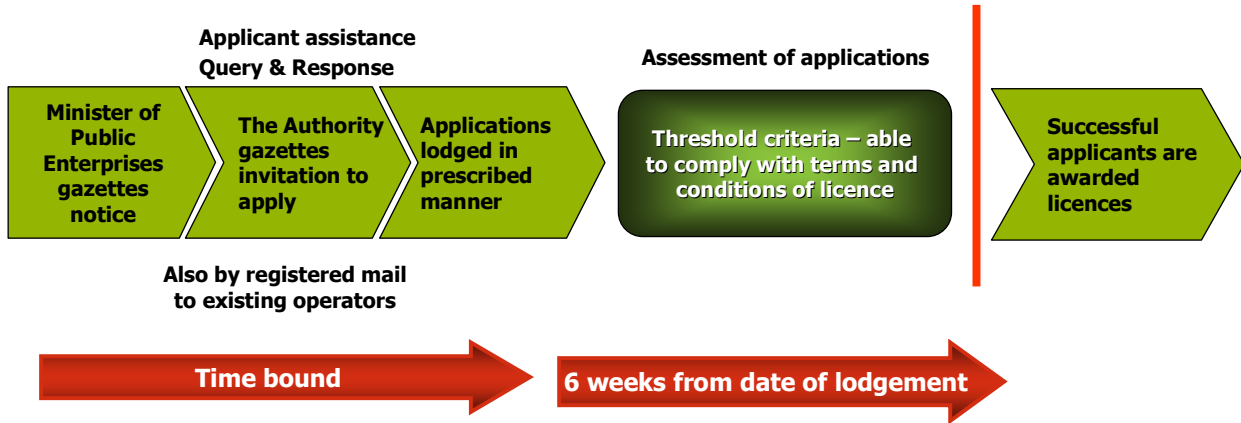 Applicant assistance
Query & Response
Assessment of applications
Minister of
Public
Enterprises
gazettes
notice
The Authority
gazettes
invitation to
apply
Applications
lodged in
prescribed
manner
Threshold criteria – able
to comply with terms and
conditions of licence
Successful
applicants are
awarded
licences
Also by registered mail
to existing operators
Time bound
6 weeks from date of lodgement